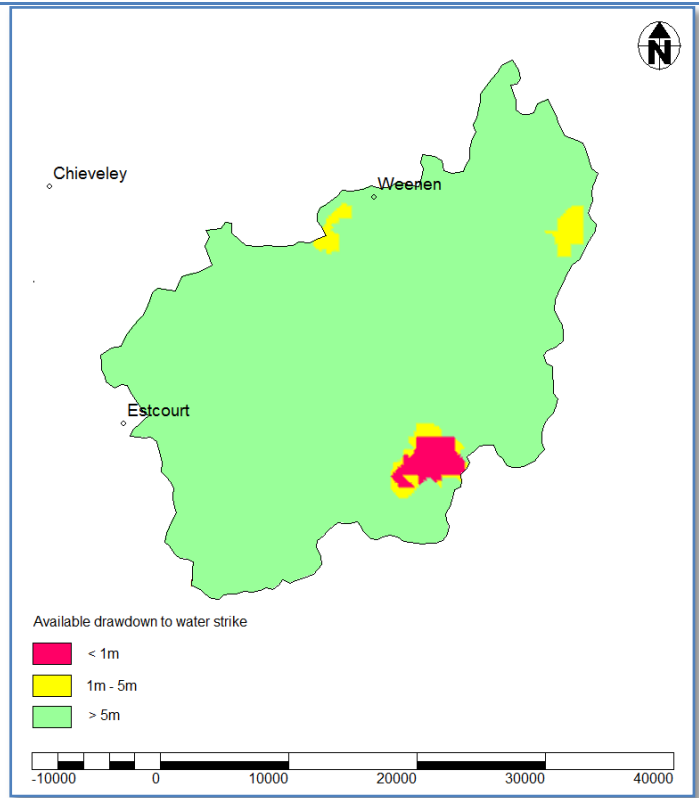 N
Chieveley
Weenen
Estcourt
Available drawdown to water strike
< 1m
1m - 5m
> 5m
-10000 0 10000 20000 30000 40000